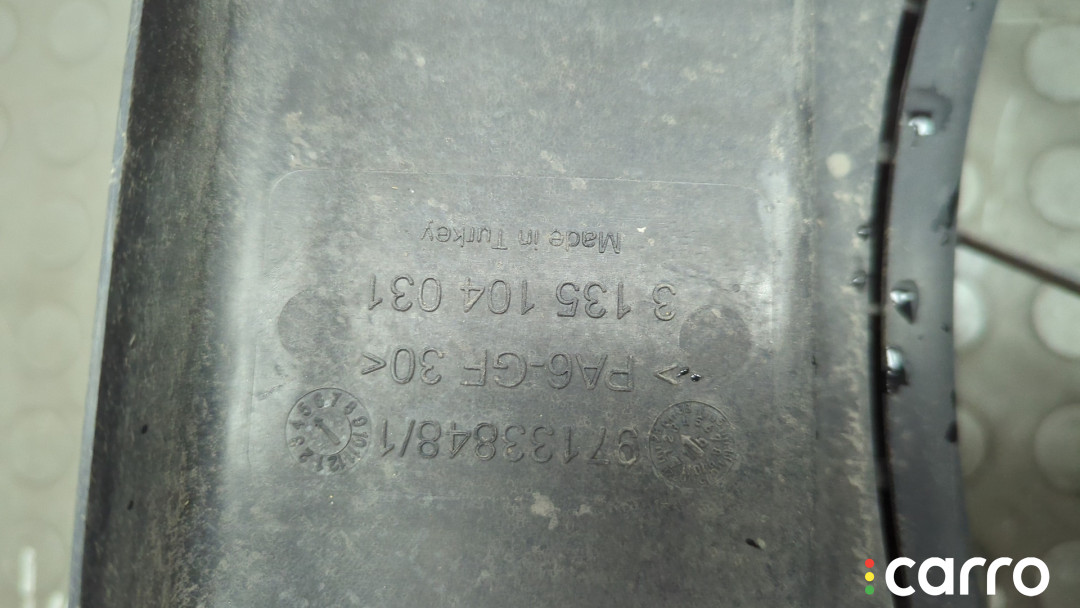 97133848/1
>PA6-GF 30<
3 135 104 031
Made in Turkey
carro